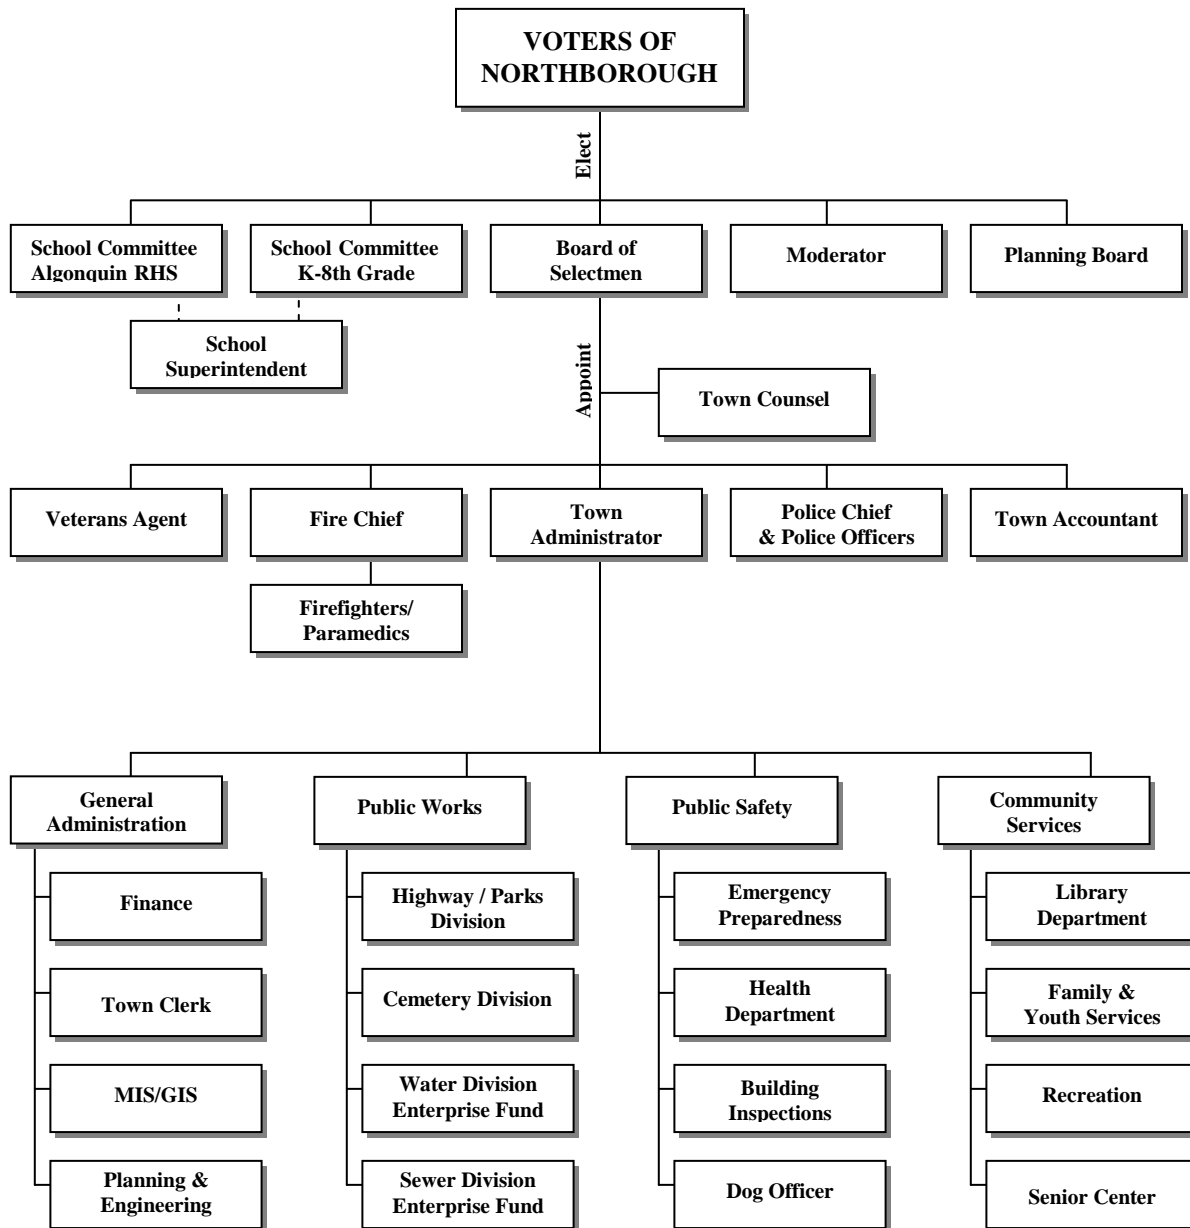 VOTERS OF
NORTHBOROUGH
Elect
School Committee
Algonquin RHS
School Committee
K-8th Grade
Board of
Selectmen
Moderator
Planning Board
School
Superintendent
Appoint
Town Counsel
Veterans Agent
Fire Chief
Town
Administrator
Police Chief
& Police Officers
Town Accountant
Firefighters/
Paramedics
General
Administration
Public Works
Public Safety
Community
Services
Finance
Highway / Parks
Division
Emergency
Preparedness
Library
Department
Town Clerk
Cemetery Division
Health
Department
Family &
Youth Services
MIS/GIS
Water Division
Enterprise Fund
Building
Inspections
Recreation
Planning &
Engineering
Sewer Division
Enterprise Fund
Dog Officer
Senior Center